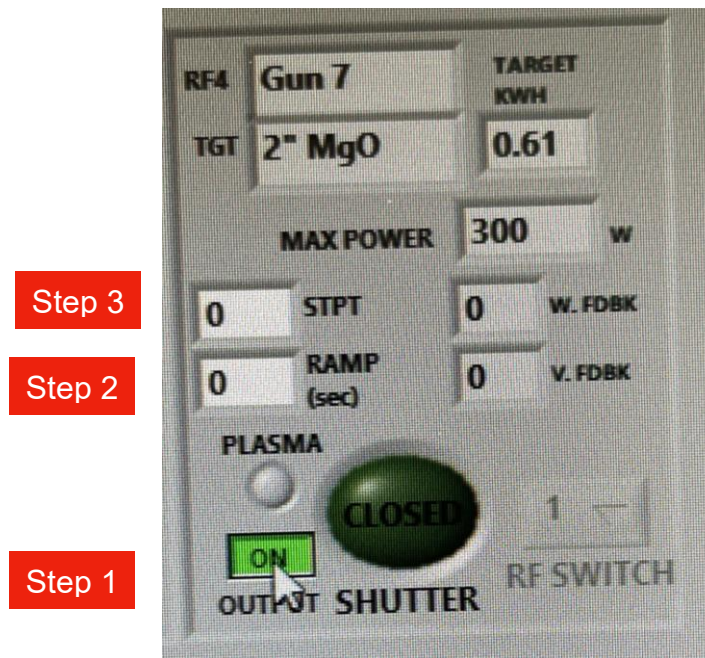 RF4 Gun 7 TARGET
KWH
TGT 2" MgO 0.61
MAX POWER 300 W
Step 3 0 STPT 0 W. FDBK
Step 2 0 RAMP
(sec) 0 V. FDBK
PLASMA
CLOSED 1
Step 1 ON
OUTPUT SHUTTER RF SWITCH